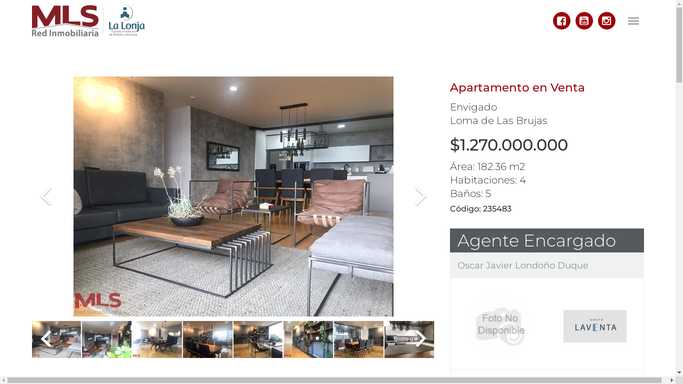 MLS
Red Inmobiliaria
La Lonja
Apartamento en Venta
Envigado
Loma de Las Brujas
$1.270.000.000
Área: 182.36 m2
Habitaciones: 4
Baños: 5
Código: 235483
Agente Encargado
Oscar Javier Londoño Duque
Foto No
Disponible
LAVENTA
MLS